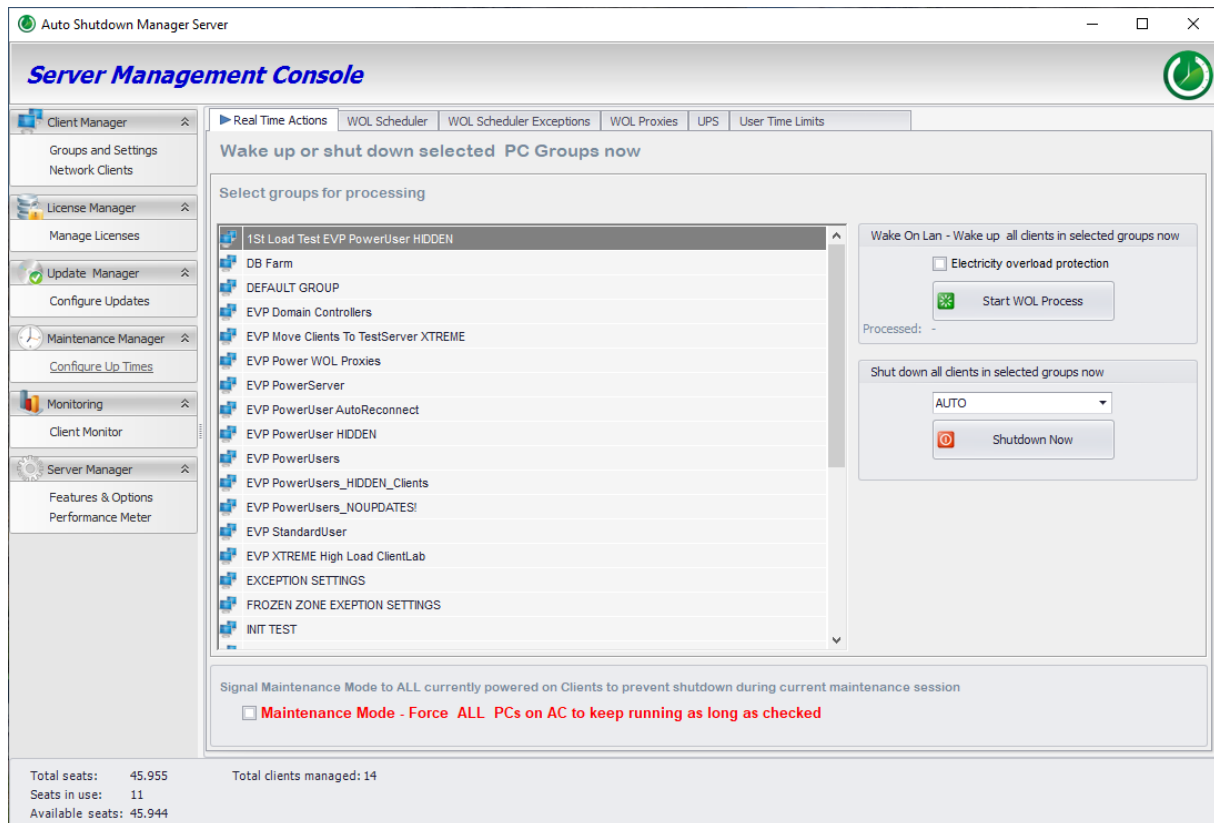 Auto Shutdown Manager Server
Server Management Console
Client Manager
Groups and Settings
Network Clients
License Manager
Manage Licenses
Update Manager
Configure Updates
Maintenance Manager
Configure Up Times
Monitoring
Client Monitor
Server Manager
Features & Options
Performance Meter
Real Time Actions WOL Scheduler WOL Scheduler Exceptions WOL Proxies UPS User Time Limits
Wake up or shut down selected PC Groups now
Select groups for processing
1St Load Test EVP PowerUser HIDDEN
DB Farm
DEFAULT GROUP
EVP Domain Controllers
EVP Move Clients To TestServer XTREME
EVP Power WOL Proxies
EVP PowerServer
EVP PowerUser AutoReconnect
EVP PowerUser HIDDEN
EVP PowerUsers
EVP PowerUsers_HIDDEN_Clients
EVP PowerUsers_NOUPDATES!
EVP StandardUser
EVP XTREME High Load ClientLab
EXCEPTION SETTINGS
FROZEN ZONE EXEPTION SETTINGS
INIT TEST
Wake On Lan - Wake up all clients in selected groups now
Electricity overload protection
Start WOL Process
Processed: -
Shut down all clients in selected groups now
AUTO
Shutdown Now
Signal Maintenance Mode to ALL currently powered on Clients to prevent shutdown during current maintenance session
Maintenance Mode - Force ALL PCs on AC to keep running as long as checked
Total seats: 45.955 Total clients managed: 14
Seats in use: 11
Available seats: 45.944